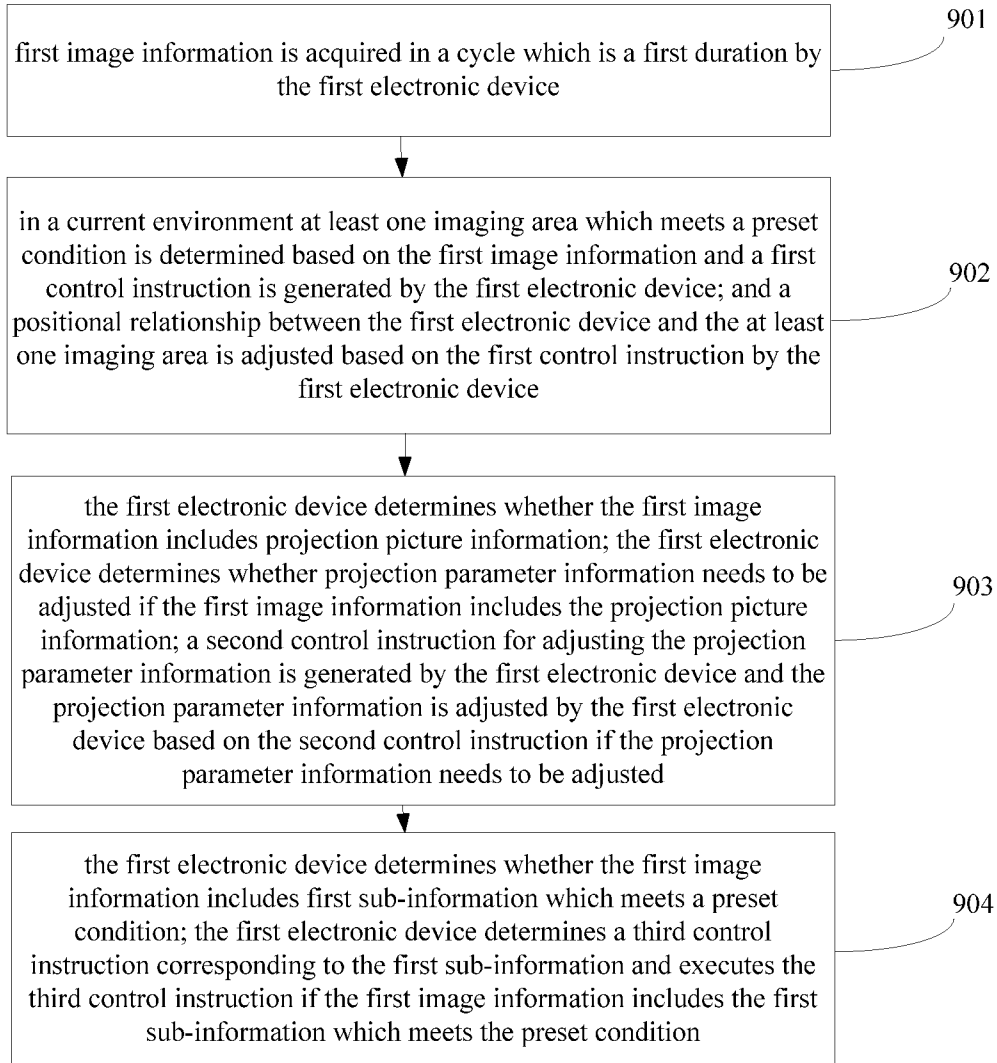 901
first image information is acquired in a cycle which is a first duration by
the first electronic device
in a current environment at least one imaging area which meets a preset
condition is determined based on the first image information and a first
control instruction is generated by the first electronic device; and a
positional relationship between the first electronic device and the at least
one imaging area is adjusted based on the first control instruction by the
first electronic device
902
the first electronic device determines whether the first image
information includes projection picture information; the first electronic
device determines whether projection parameter information needs to be
adjusted if the first image information includes the projection picture
information; a second control instruction for adjusting the projection
parameter information is generated by the first electronic device and the
projection parameter information is adjusted by the first electronic
device based on the second control instruction if the projection
parameter information needs to be adjusted
903
the first electronic device determines whether the first image
information includes first sub-information which meets a preset
condition; the first electronic device determines a third control
instruction corresponding to the first sub-information and executes the
third control instruction if the first image information includes the first
sub-information which meets the preset condition
904